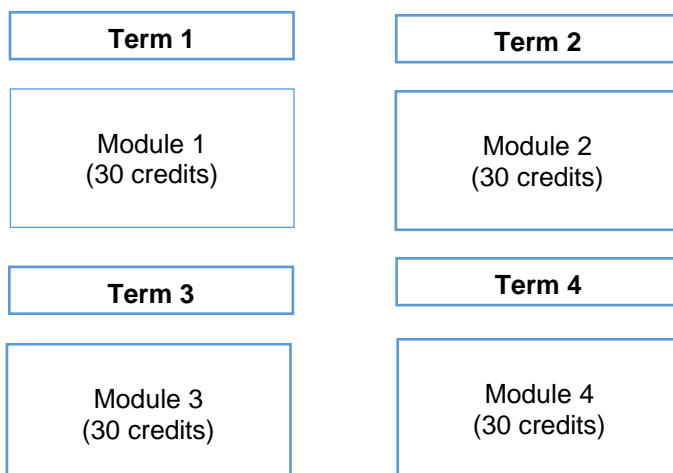 Term 1
Module 1
(30 credits)
Term 2
Module 2
(30 credits)
Term 3
Module 3
(30 credits)
Term 4
Module 4
(30 credits)